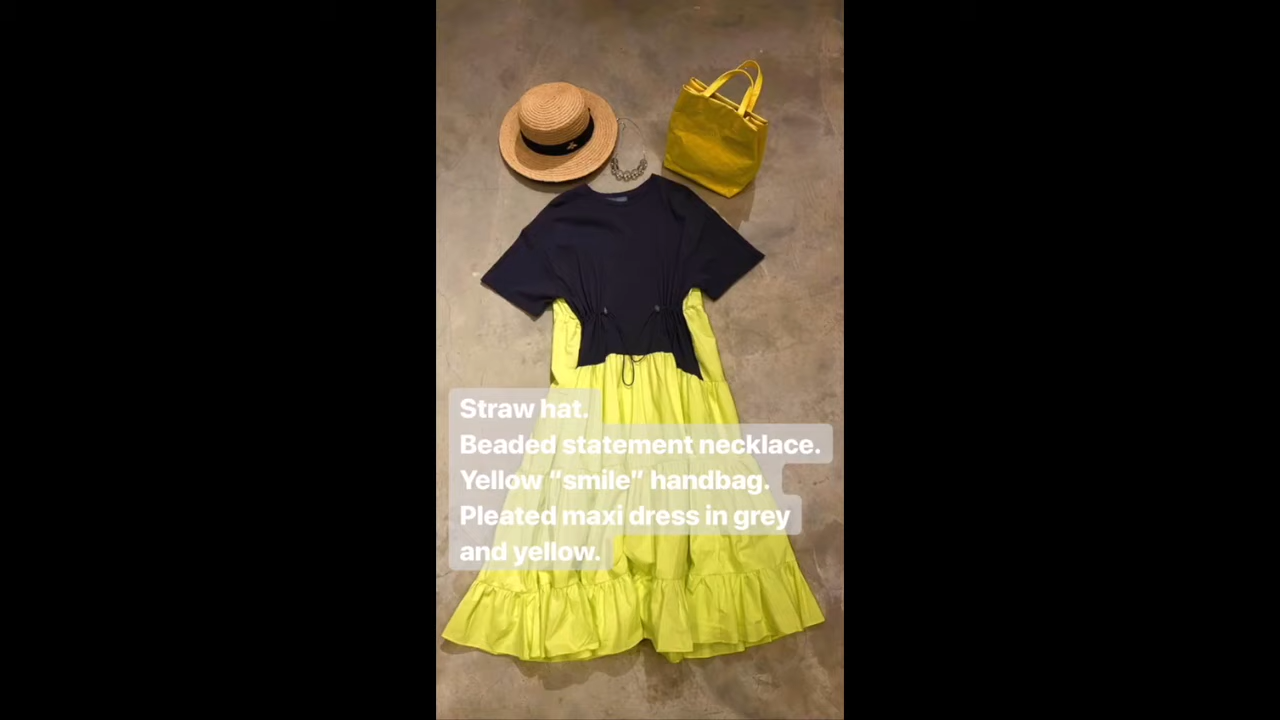 Straw hat.
Beaded statement necklace.
Yellow “smile” handbag.
Pleated maxi dress in grey
and yellow.